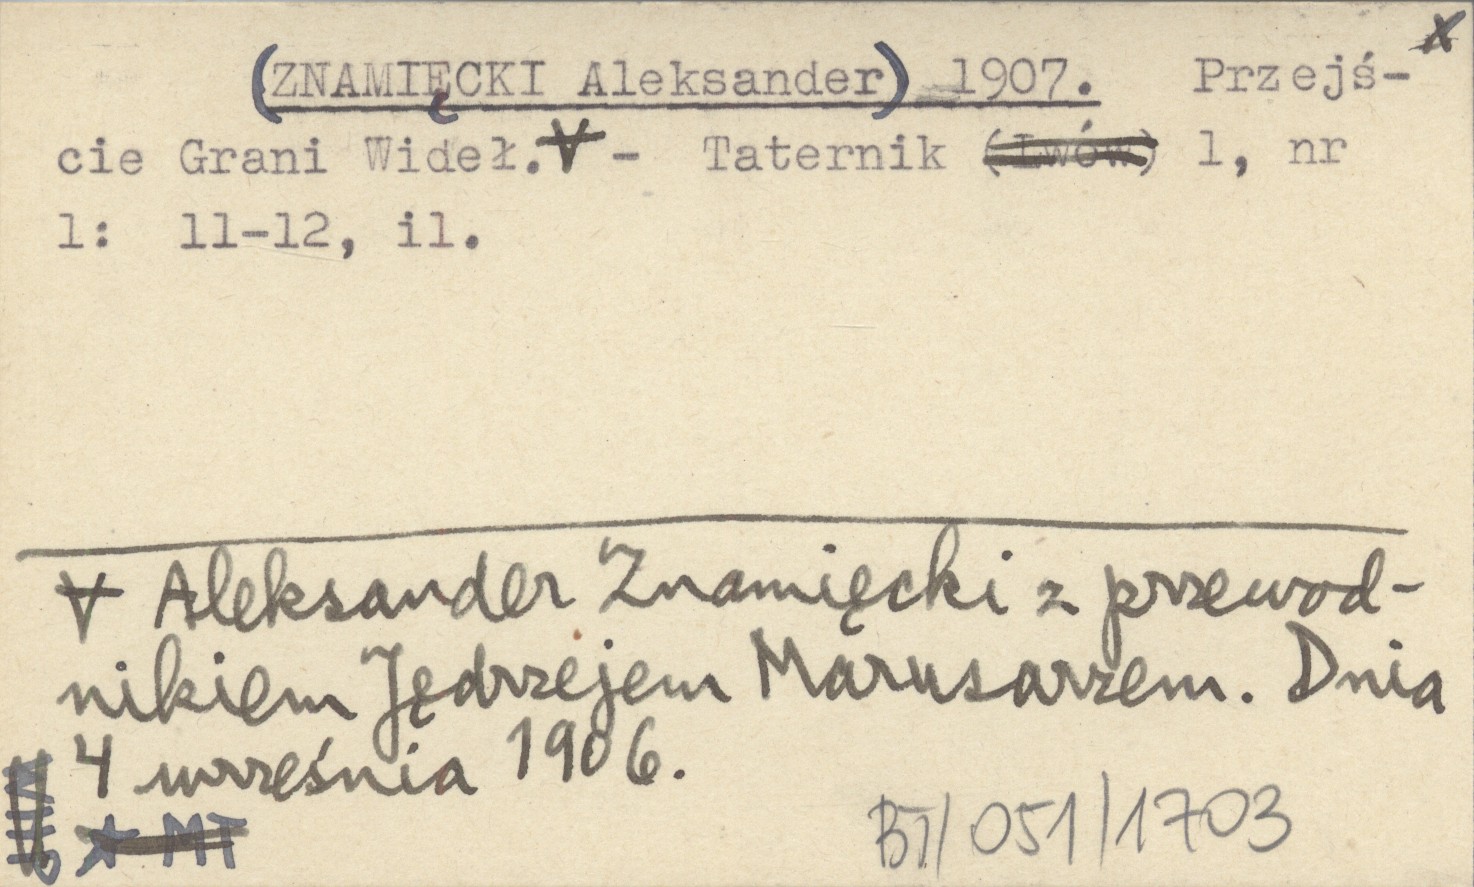 x
(ZNAMIĘCKI Aleksander) 1907. Przejś-
cie Grani Wideł.∀- Taternik (Lwów) 1, nr
1: 11-12, il.
∀ Aleksander Znamięcki z przewod-
nikiem Jędrzejem Marusarzem. Dnia
4 września 1906.
★ MT
BT/051/1703